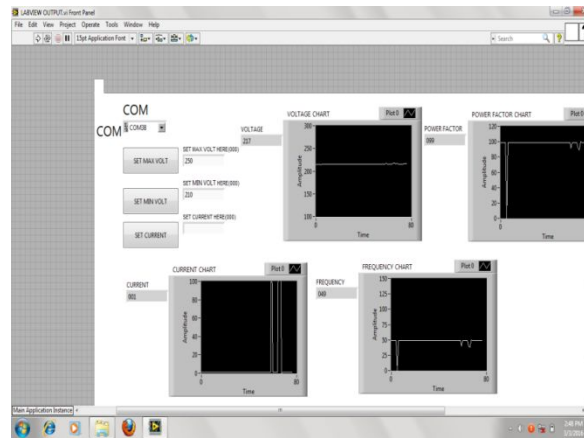 LABVIEW OUTPUT.vi Front Panel
File Edit View Project Operate Tools Window Help
15pt Application Font
Search
COM
COM
COM38
SET MAX VOLT
SET MAX VOLT HERE(000)
250
SET MIN VOLT
SET MIN VOLT HERE(000)
210
SET CURRENT
SET CURRENT HERE(000)
VOLTAGE
217
VOLTAGE CHART
Plot 0
300
250
200
150
100
Amplitude
0
80
Time
POWER FACTOR
099
POWER FACTOR CHART
Plot 0
120
100
80
60
40
20
0
Amplitude
0
Time
CURRENT
001
CURRENT CHART
Plot 0
100
80
60
40
20
0
Amplitude
0
80
Time
FREQUENCY
049
FREQUENCY CHART
Plot 0
150
125
100
75
50
25
0
Amplitude
0
80
Time
Main Application Instance
2:48 PM